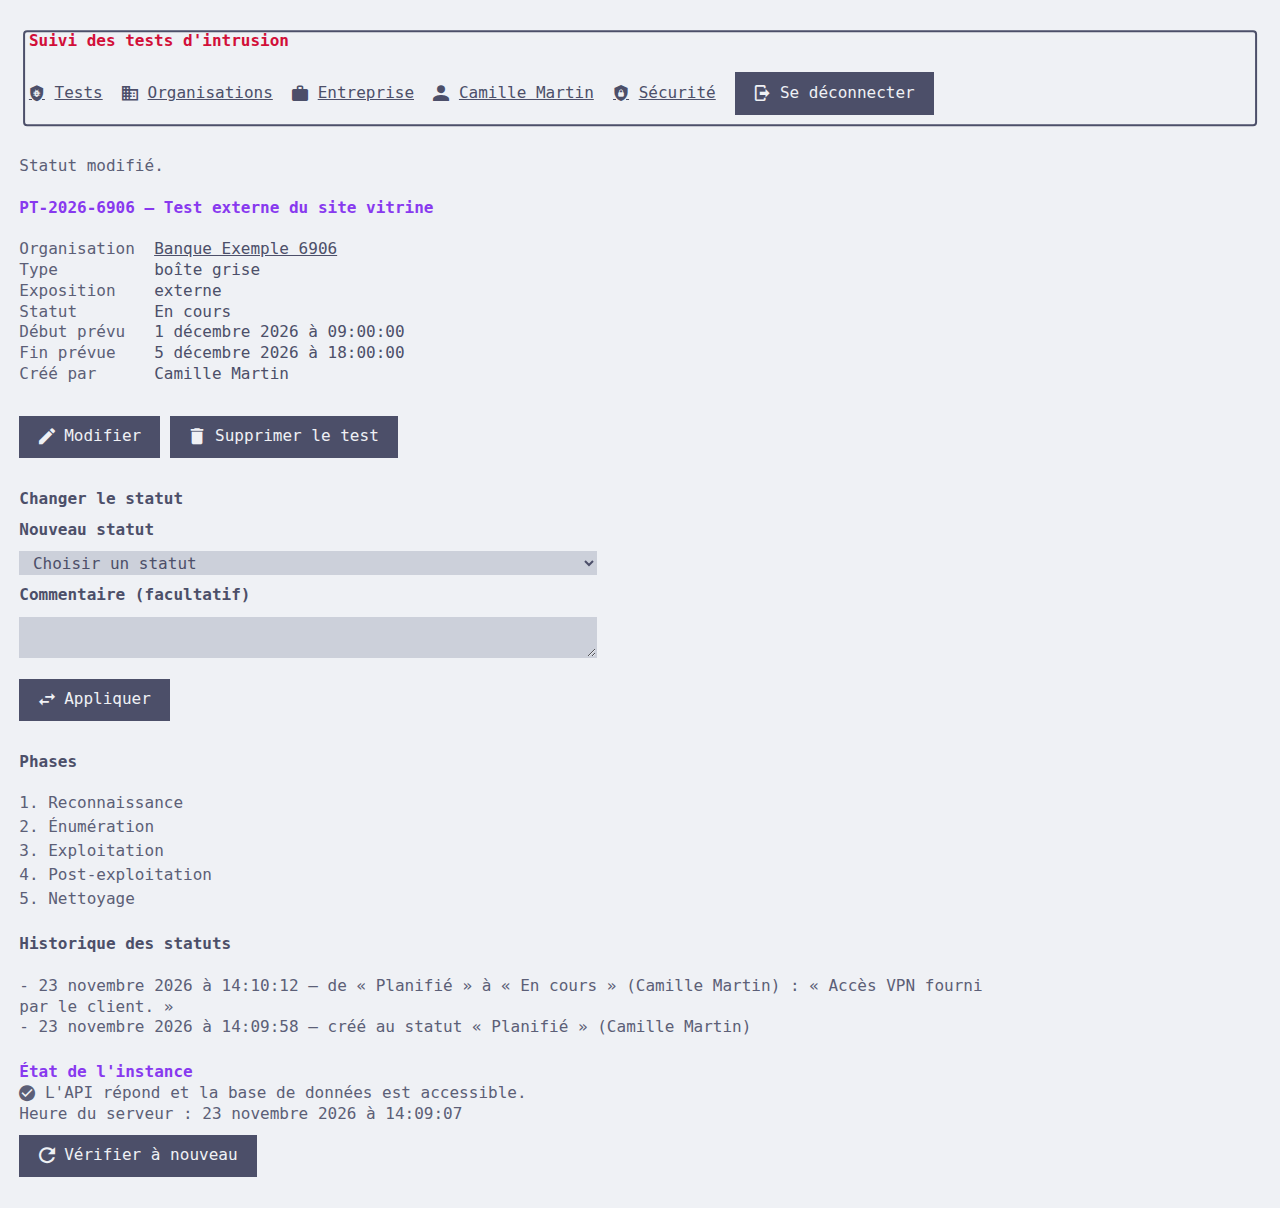 Suivi des tests d'intrusion
Tests Organisations Entreprise Camille Martin Sécurité Se déconnecter
Statut modifié.
PT-2026-6906 — Test externe du site vitrine
Organisation Banque Exemple 6906
Type boîte grise
Exposition externe
Statut En cours
Début prévu 1 décembre 2026 à 09:00:00
Fin prévue 5 décembre 2026 à 18:00:00
Créé par Camille Martin
Modifier Supprimer le test
Changer le statut
Nouveau statut
Choisir un statut
Commentaire (facultatif)
Appliquer
Phases
1. Reconnaissance
2. Énumération
3. Exploitation
4. Post-exploitation
5. Nettoyage
Historique des statuts
- 23 novembre 2026 à 14:10:12 — de « Planifié » à « En cours » (Camille Martin) : « Accès VPN fourni
par le client. »
- 23 novembre 2026 à 14:09:58 — créé au statut « Planifié » (Camille Martin)
État de l'instance
L'API répond et la base de données est accessible.
Heure du serveur : 23 novembre 2026 à 14:09:07
Vérifier à nouveau